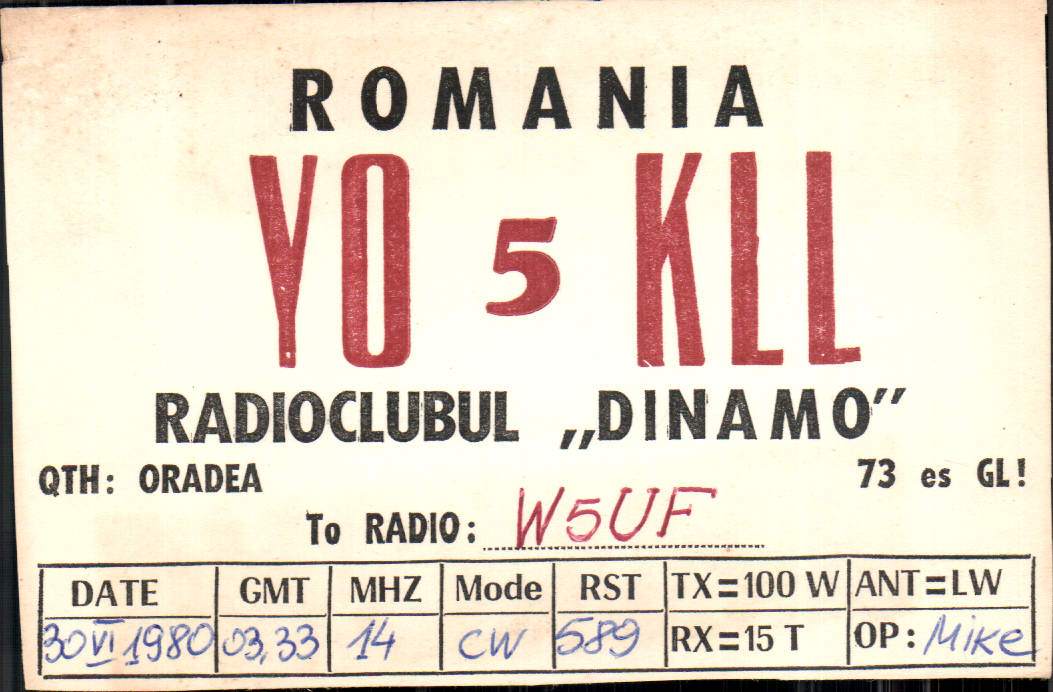 ROMANIA
YO 5 KLL
RADIOCLUBUL „DINAMO”
QTH: ORADEA 73 es GL!
To RADIO: W5UF
DATE GMT MHZ Mode RST TX=100 W ANT=LW
30 VI 1980 03,33 14 CW 589 RX=15 T OP: Mike